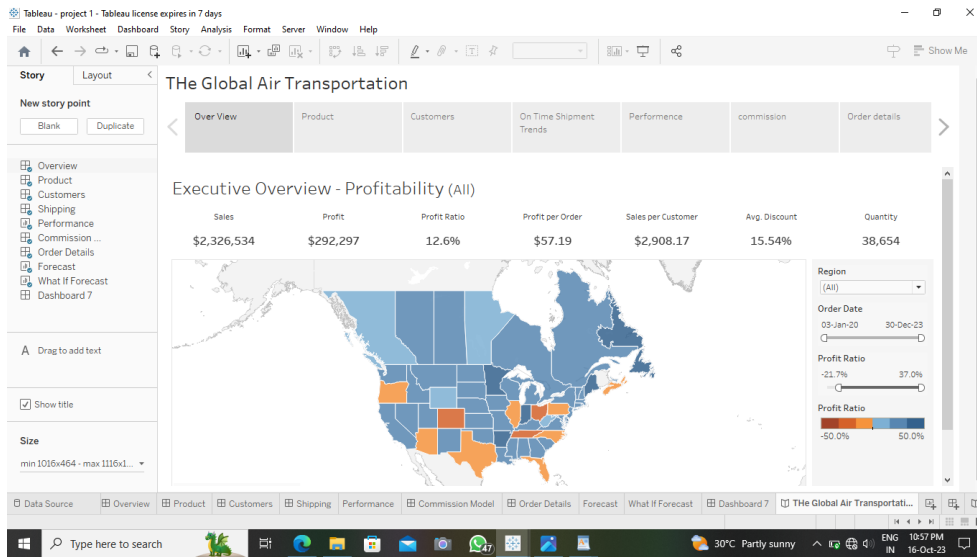 Tableau - project 1 - Tableau license expires in 7 days
File Data Worksheet Dashboard Story Analysis Format Server Window Help
Show Me
Story Layout
New story point
Blank Duplicate
Overview
Product
Customers
Shipping
Performance
Commission ...
Order Details
Forecast
What If Forecast
Dashboard 7
A Drag to add text
Show title
Size
min 1016x464 - max 1116x1...
THe Global Air Transportation
Over View
Product
Customers
On Time Shipment
Trends
Performence
commission
Order details
Executive Overview - Profitability (All)
Sales Profit Profit Ratio Profit per Order Sales per Customer Avg. Discount Quantity
$2,326,534 $292,297 12.6% $57.19 $2,908.17 15.54% 38,654
Region
(All)
Order Date
03-Jan-20 30-Dec-23
Profit Ratio
-21.7% 37.0%
Profit Ratio
-50.0% 50.0%
Data Source Overview Product Customers Shipping Performance Commission Model Order Details Forecast What If Forecast Dashboard 7 THe Global Air Transportati...
Type here to search
47
30°C Partly sunny
ENG
IN
10:57 PM
16-Oct-23